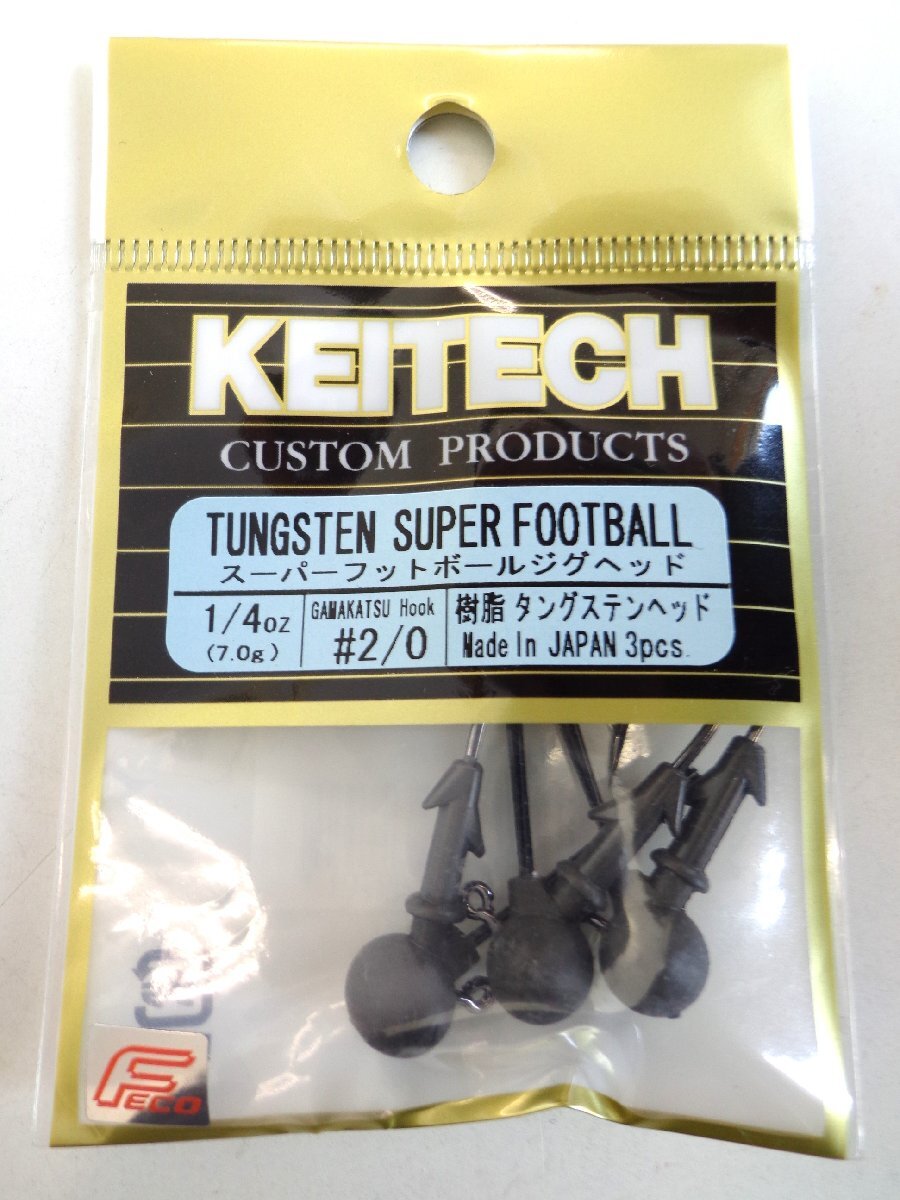 KEITECH
CUSTOM PRODUCTS
TUNGSTEN SUPER FOOTBALL
スーパーフットボールジグヘッド
1/4oz
(7.0g)
GAMAKATSU Hook
#2/0
樹脂 タングステンヘッド
Made In JAPAN 3pcs.
FECO